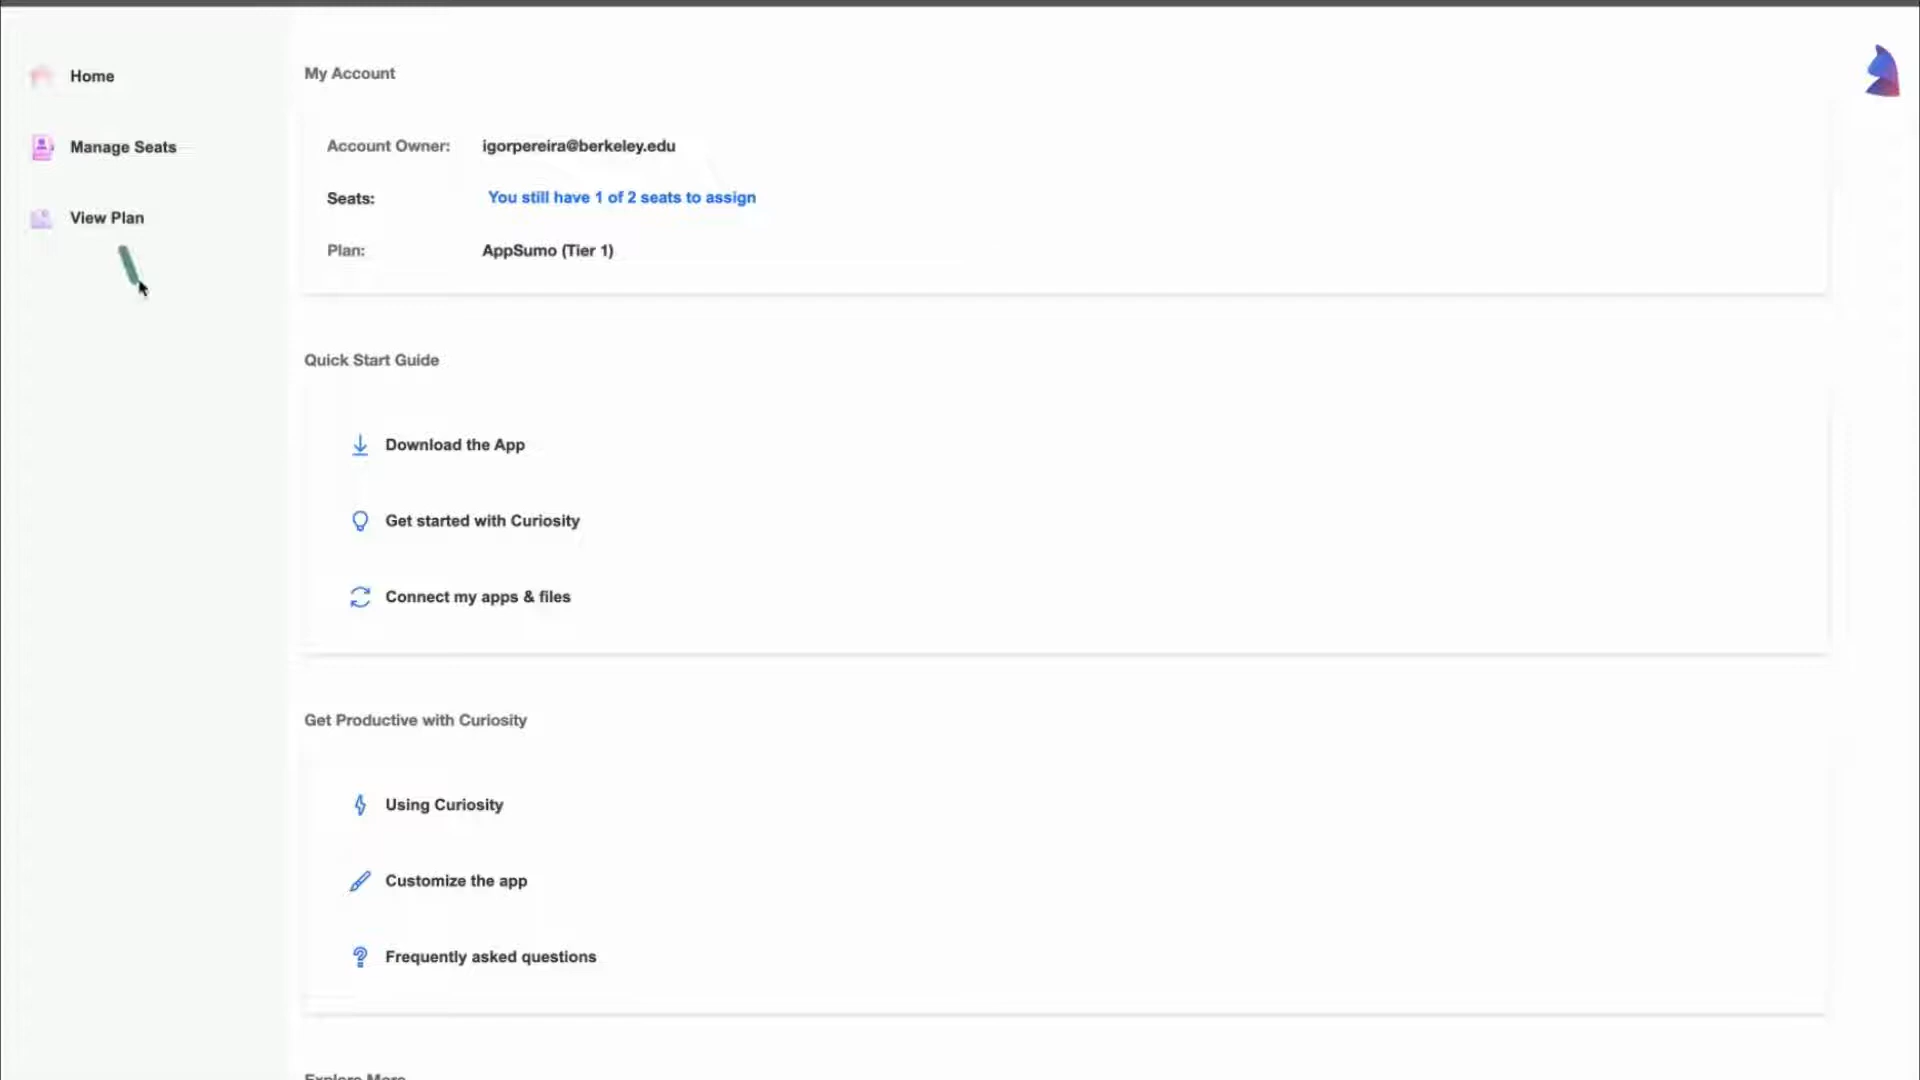 Home
Manage Seats
View Plan
My Account
Account Owner: igorpereira@berkeley.edu
Seats: You still have 1 of 2 seats to assign
Plan: AppSumo (Tier 1)
Quick Start Guide
Download the App
Get started with Curiosity
Connect my apps & files
Get Productive with Curiosity
Using Curiosity
Customize the app
Frequently asked questions
Explore More